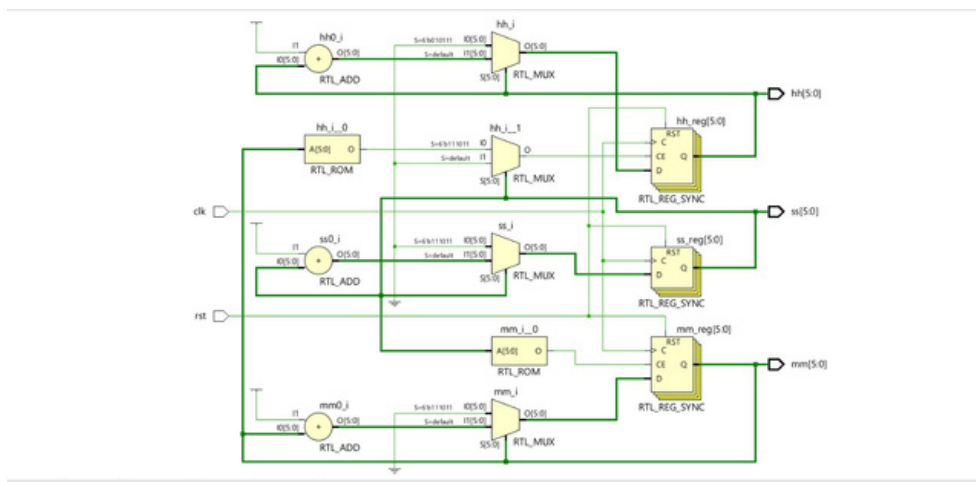 hh_i
hh0_i
S=6'b010111 I0[5:0]
O[5:0]
I1
O[5:0]
S=default I1[5:0]
I0[5:0]
+
S[5:0]
RTL_MUX
RTL_ADD
hh[5:0]
hh_i__0
hh_i__1
hh_reg[5:0]
RST
C
A[5:0] O
S=6'b111011 I0
O
CE
Q
S=default I1
D
RTL_ROM
S[5:0]
RTL_MUX
RTL_REG_SYNC
clk
ss[5:0]
ss0_i
ss_i
ss_reg[5:0]
RST
I1
S=6'b111011 I0[5:0]
O[5:0]
I0[5:0]
+
O[5:0]
S=default I1[5:0]
C
Q
D
S[5:0]
RTL_MUX
RTL_ADD
RTL_REG_SYNC
rst
mm_i__0
mm_reg[5:0]
RST
A[5:0] O
C
CE
Q
D
RTL_ROM
mm[5:0]
mm_i
mm0_i
RTL_REG_SYNC
S=6'b111011 I0[5:0]
O[5:0]
I1
O[5:0]
S=default I1[5:0]
I0[5:0]
+
S[5:0]
RTL_MUX
RTL_ADD